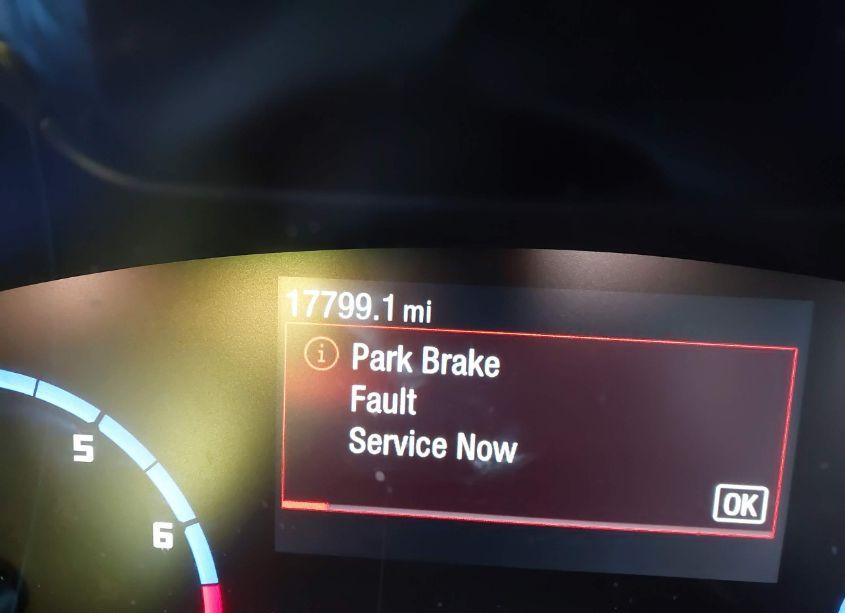 17799.1 mi
i
Park Brake
Fault
Service Now
OK
5
6